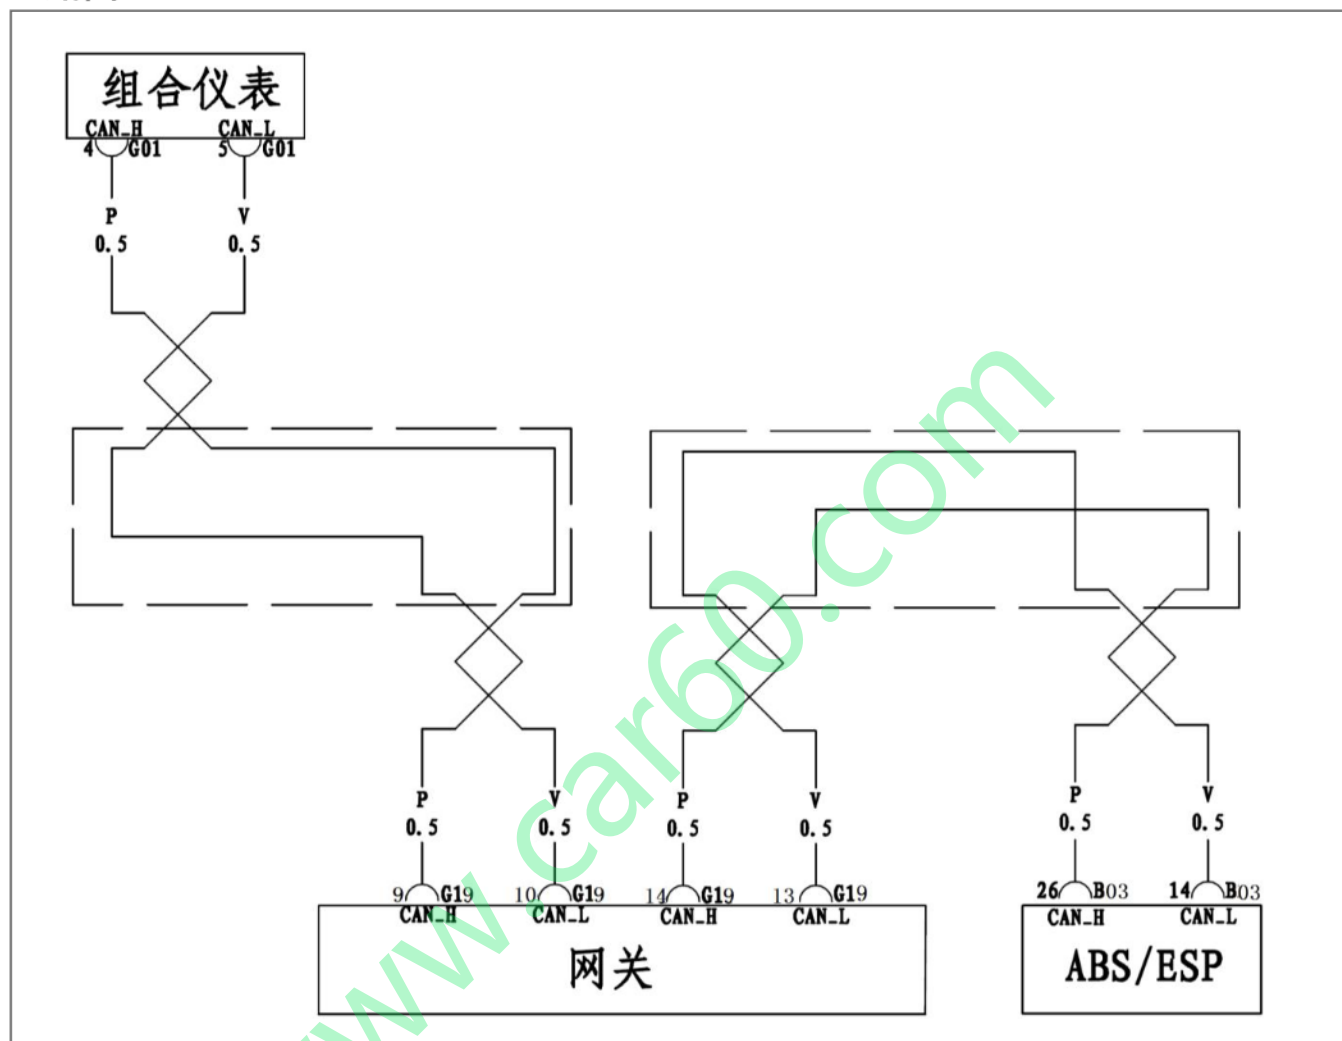 组合仪表
CAN_H CAN_L
4 G01 5 G01
P V
0.5 0.5
P V P V P V
0.5 0.5 0.5 0.5 0.5 0.5
9 G19 10 G19 14 G19 13 G19 26 B03 14 B03
CAN_H CAN_L CAN_H CAN_L CAN_H CAN_L
网关 ABS/ESP
www.car60.com